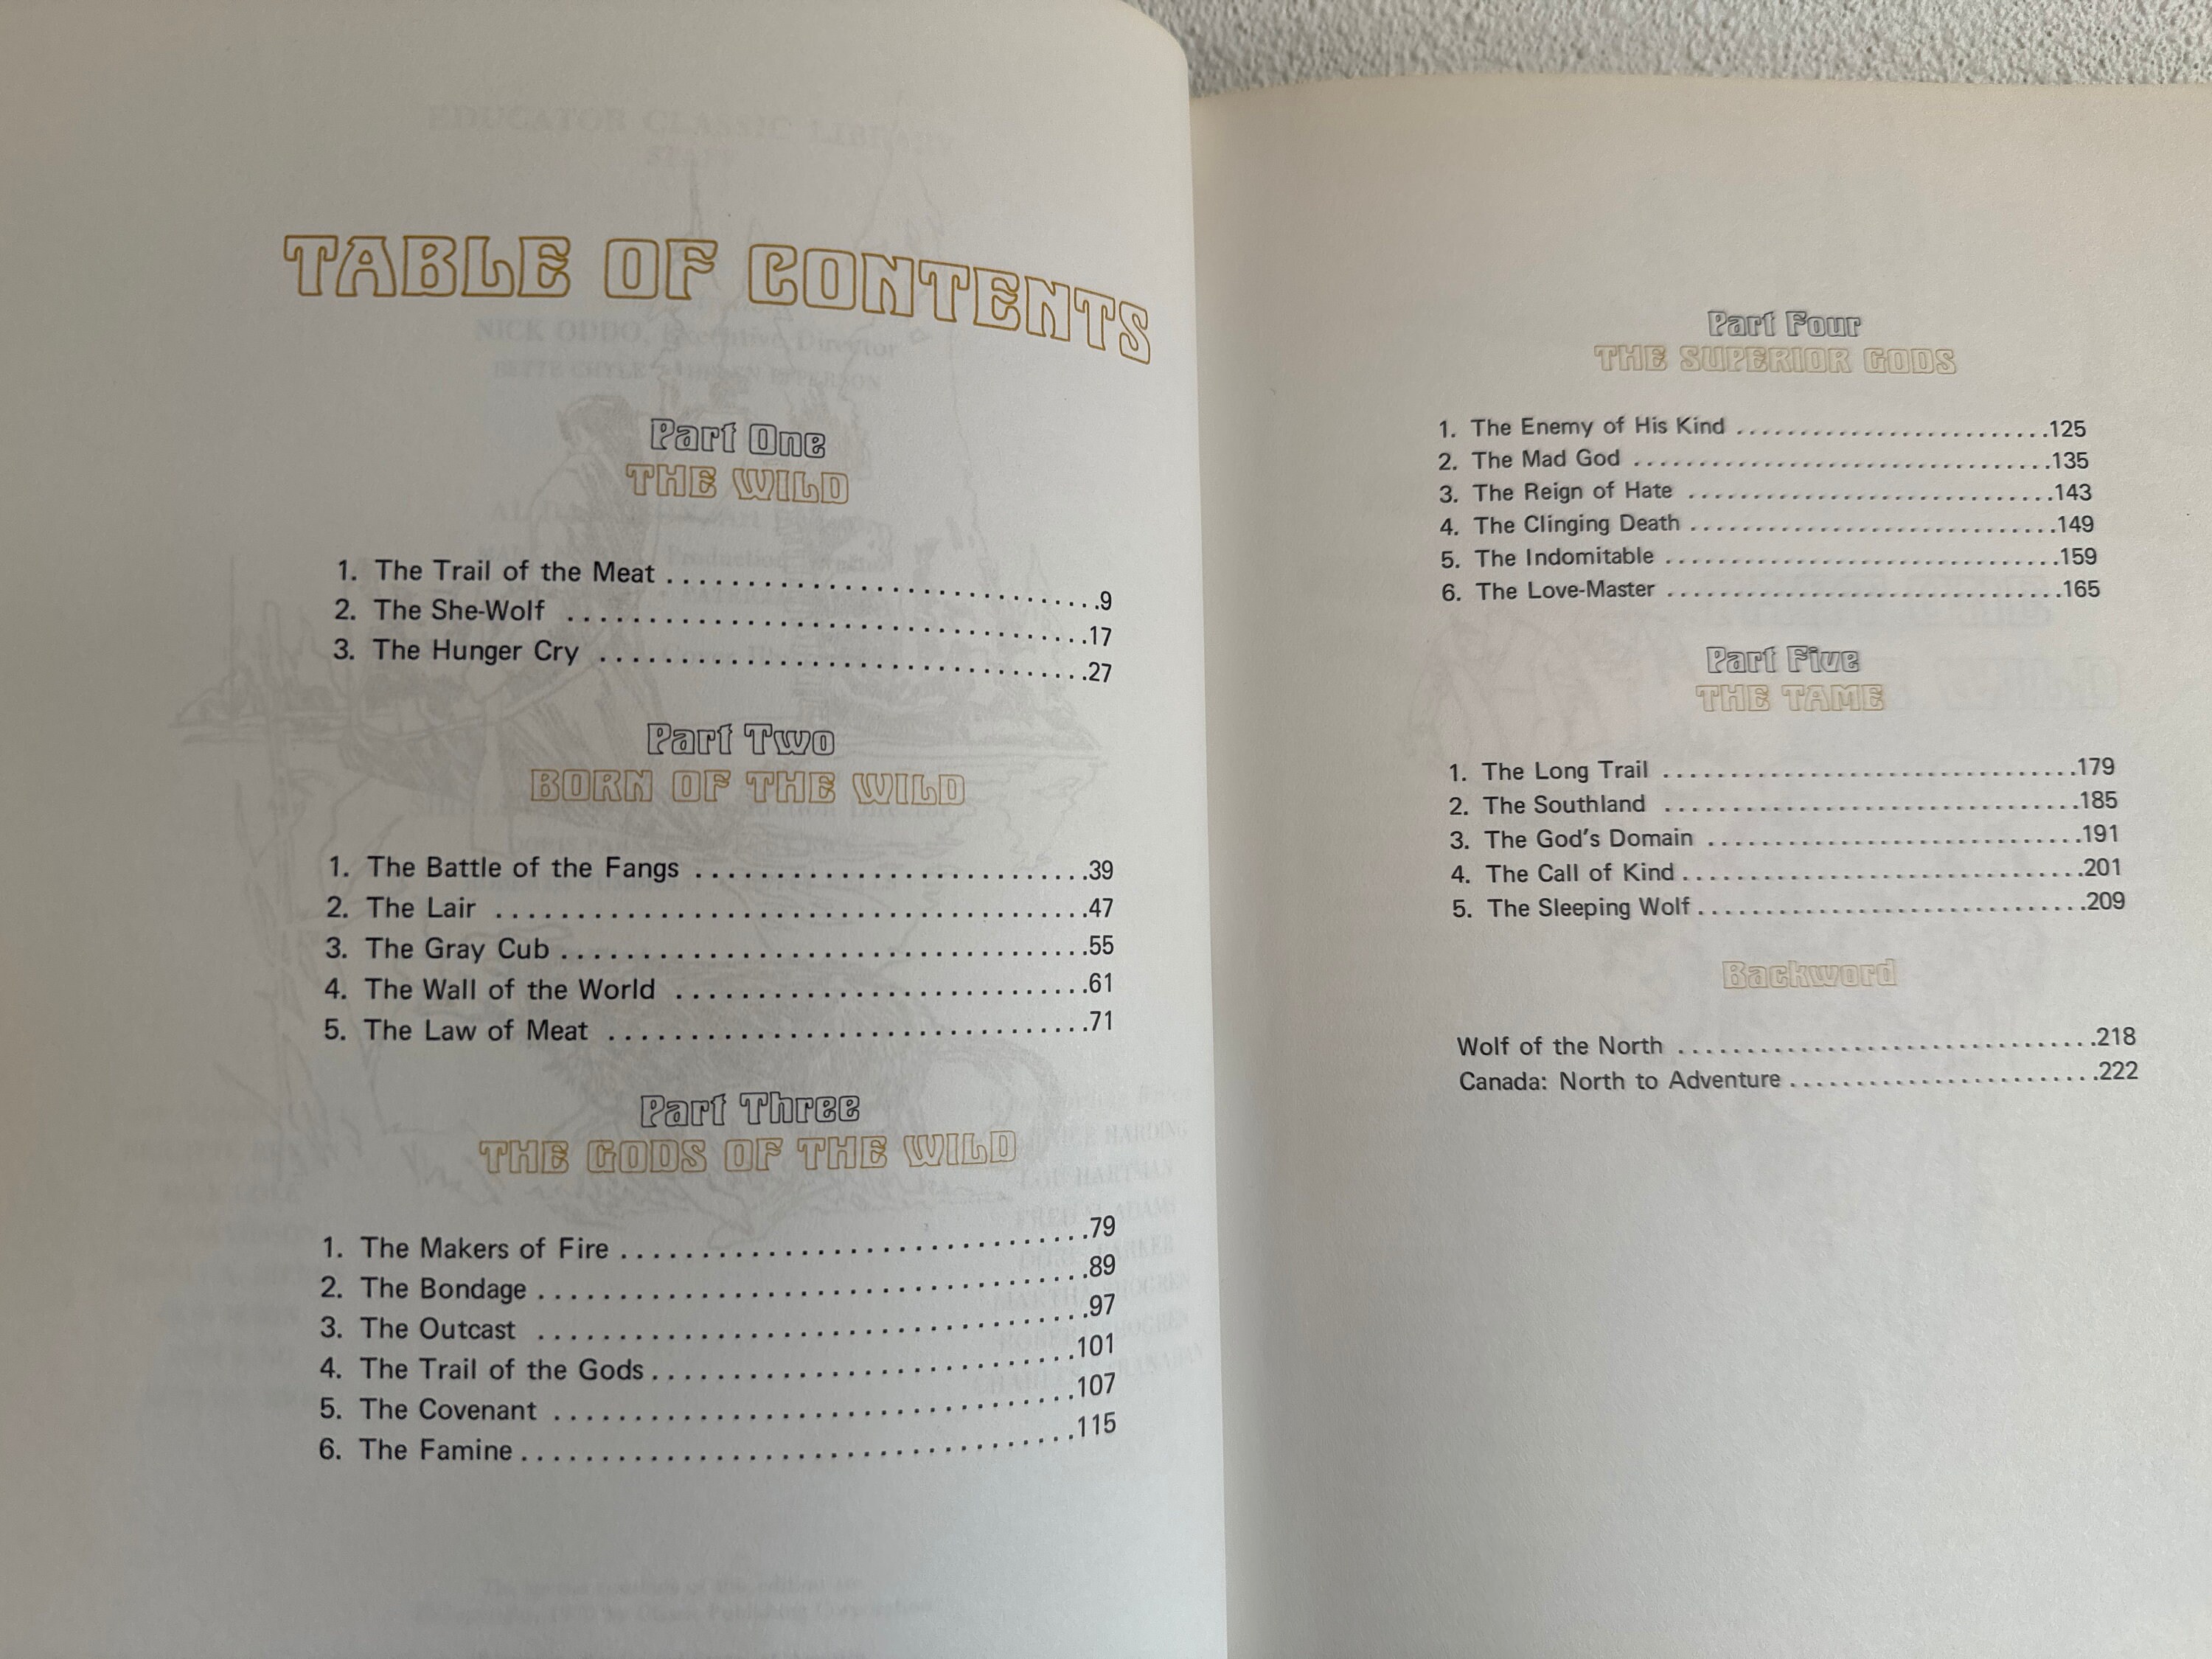 TABLE OF CONTENTS
Part One
THE WILD
1. The Trail of the Meat ........................................9
2. The She-Wolf ........................................17
3. The Hunger Cry ........................................27
Part Two
BORN OF THE WILD
1. The Battle of the Fangs ........................................39
2. The Lair ........................................47
3. The Gray Cub ........................................55
4. The Wall of the World ........................................61
5. The Law of Meat ........................................71
Part Three
THE GODS OF THE WILD
1. The Makers of Fire ........................................79
2. The Bondage ........................................89
3. The Outcast ........................................97
4. The Trail of the Gods ........................................101
5. The Covenant ........................................107
6. The Famine ........................................115
Part Four
THE SUPERIOR GODS
1. The Enemy of His Kind ........................................125
2. The Mad God ........................................135
3. The Reign of Hate ........................................143
4. The Clinging Death ........................................149
5. The Indomitable ........................................159
6. The Love-Master ........................................165
Part Five
THE TAME
1. The Long Trail ........................................179
2. The Southland ........................................185
3. The God's Domain ........................................191
4. The Call of Kind ........................................201
5. The Sleeping Wolf ........................................209
Backword
Wolf of the North ........................................218
Canada: North to Adventure ........................................222